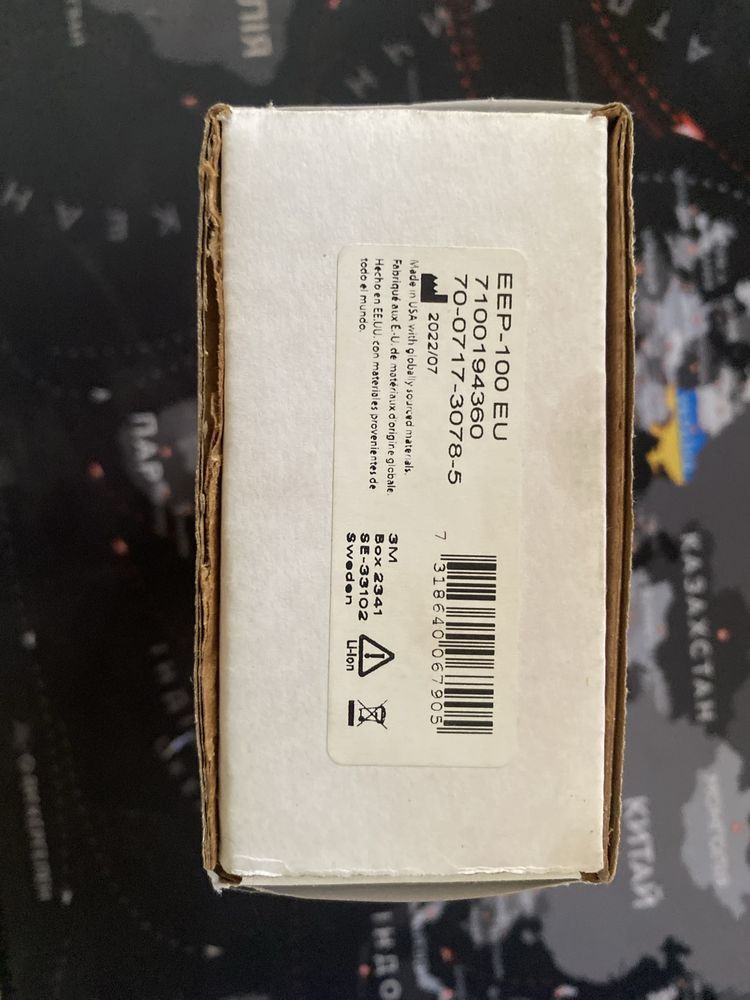 EEP-100 EU
7100194360
70-0717-3078-5
2022/07
Made in USA with globally sourced materials.
Fabriqué aux E.-U. de matériaux d'origine globale.
Hecho en EE.UU. con materiales provenientes de
todo el mundo.
7 318640 067905
3M
Box 2341
SE-33102
Sweden
Li-Ion
КАЗАХСТАН
КИТАЙ